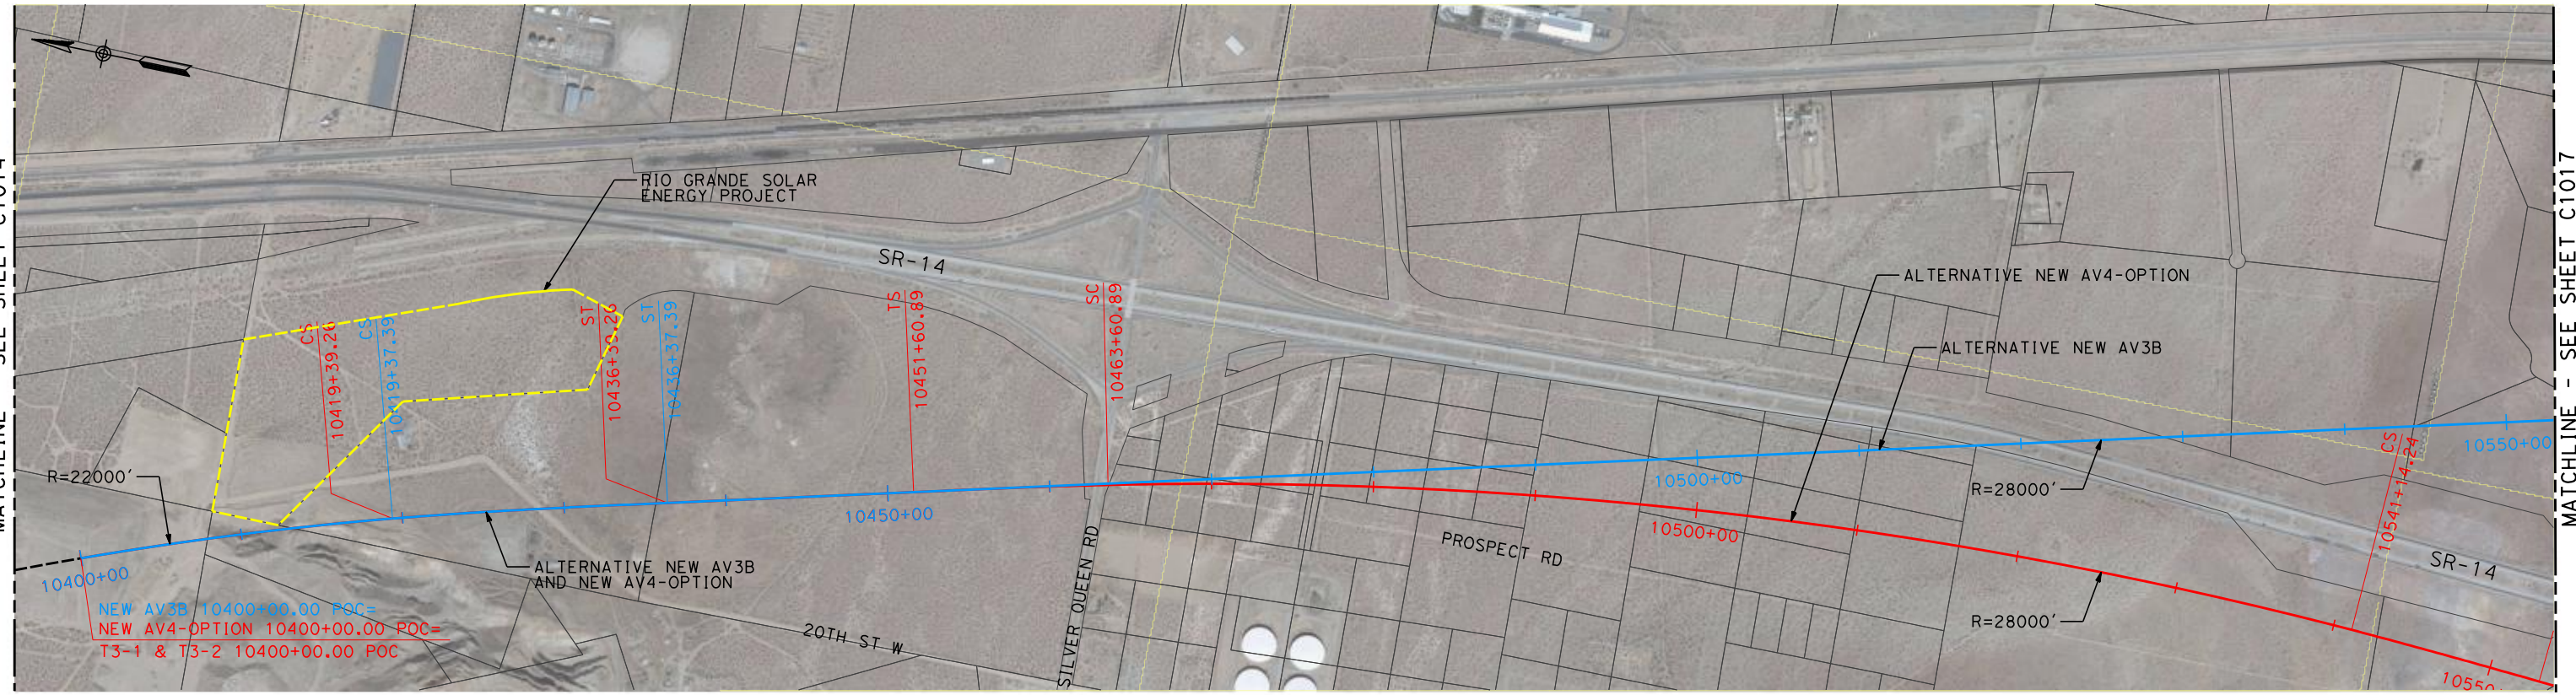 RIO GRANDE SOLAR
ENERGY PROJECT
SR-14
ALTERNATIVE NEW AV4-OPTION
ALTERNATIVE NEW AV3B
CS
10419+39.26
CS
10419+37.39
ST
10436+39.26
ST
10436+37.39
TS
10451+60.89
SC
10463+60.89
R=22000'
10400+00
NEW AV3B 10400+00.00 POC=
NEW AV4-OPTION 10400+00.00 POC=
T3-1 & T3-2 10400+00.00 POC
ALTERNATIVE NEW AV3B
AND NEW AV4-OPTION
10450+00
20TH ST W
SILVER QUEEN RD
PROSPECT RD
10500+00
10500+00
R=28000'
R=28000'
CS
10541+14.24
10550+00
SR-14
10550
MATCHLINE - SEE SHEET C1017